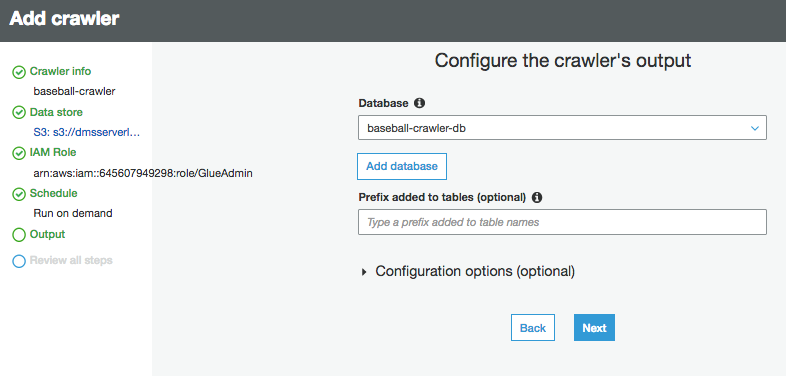 Add crawler
Crawler info
baseball-crawler
Data store
S3: s3://dmsserverl...
IAM Role
arn:aws:iam::645607949298:role/GlueAdmin
Schedule
Run on demand
Output
Review all steps
Configure the crawler's output
Database
baseball-crawler-db
Add database
Prefix added to tables (optional)
Type a prefix added to table names
Configuration options (optional)
Back
Next